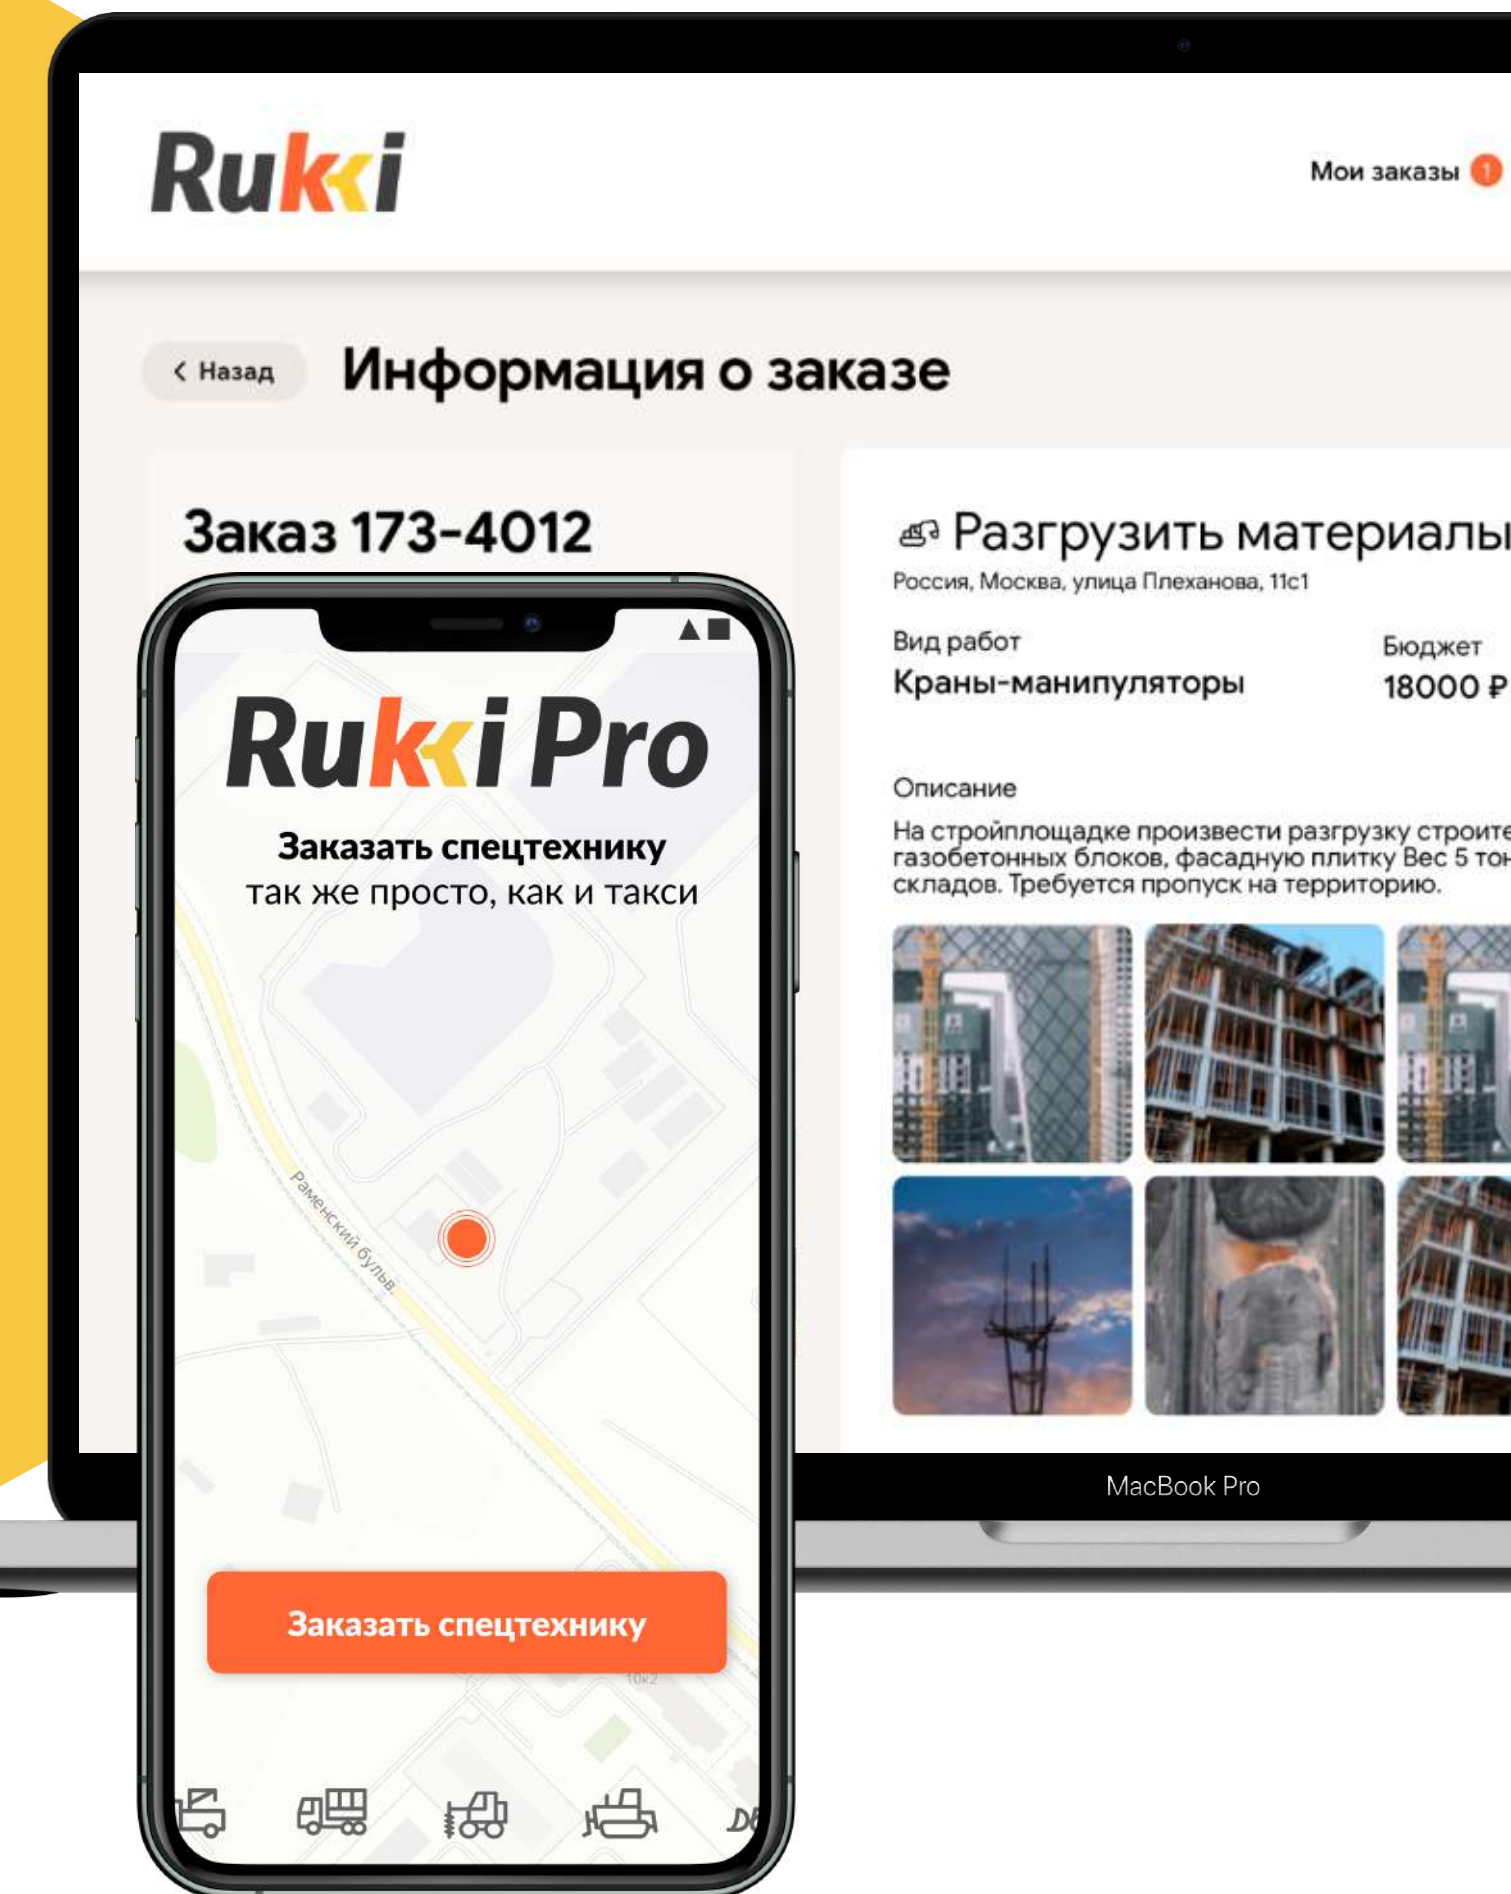 Rukki
Мои заказы 1
Назад
Информация о заказе
Заказ 173-4012
Разгрузить материалы
Россия, Москва, улица Плеханова, 11с1
Вид работ
Краны-манипуляторы
Бюджет
18000 ₽
Описание
На стройплощадке произвести разгрузку
газобетонных блоков, фасадную плитку Вес 5
складов. Требуется пропуск на территорию.
MacBook Pro
Rukki Pro
Заказать спецтехнику
так же просто, как и такси
Раменский бульв.
Заказать спецтехнику
10к2